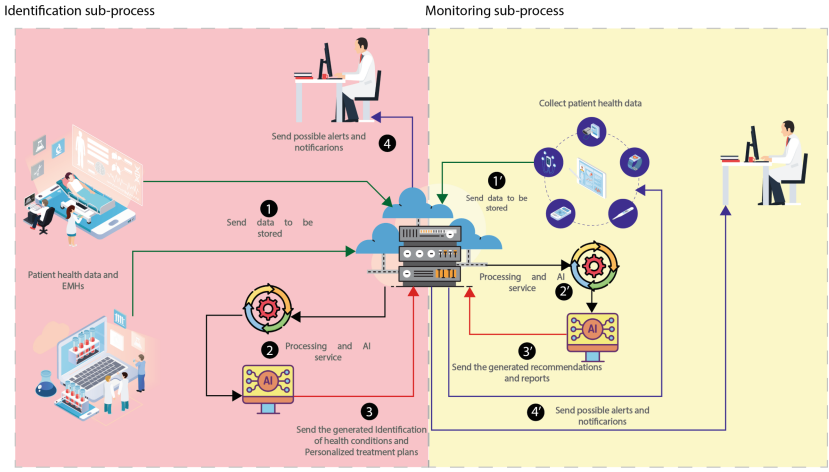 Identification sub-process
Monitoring sub-process
Send possible alerts and
notificarions
4
Collect patient health data
1
Send data to be
stored
1’
Send data to be
stored
Patient health data and
EMHs
Processing and AI
service
2’
2
Processing and AI
service
AI
AI
3’
Send the generated recommendations
and reports
3
Send the generated Identification
of health conditions and
Personalized treatment plans
4’
Send possible alerts and
notificarions